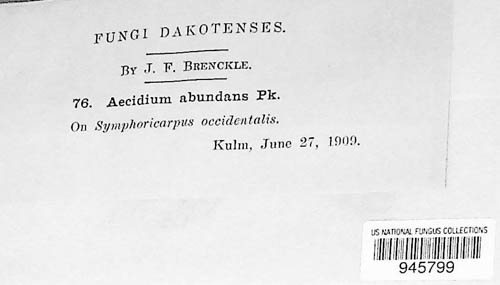 FUNGI DAKOTENSES.
BY J. F. BRENCKLE.
76. Aecidium abundans Pk.
On Symphoricarpus occidentalis.
Kulm, June 27, 1909.
US NATIONAL FUNGUS COLLECTIONS
945799